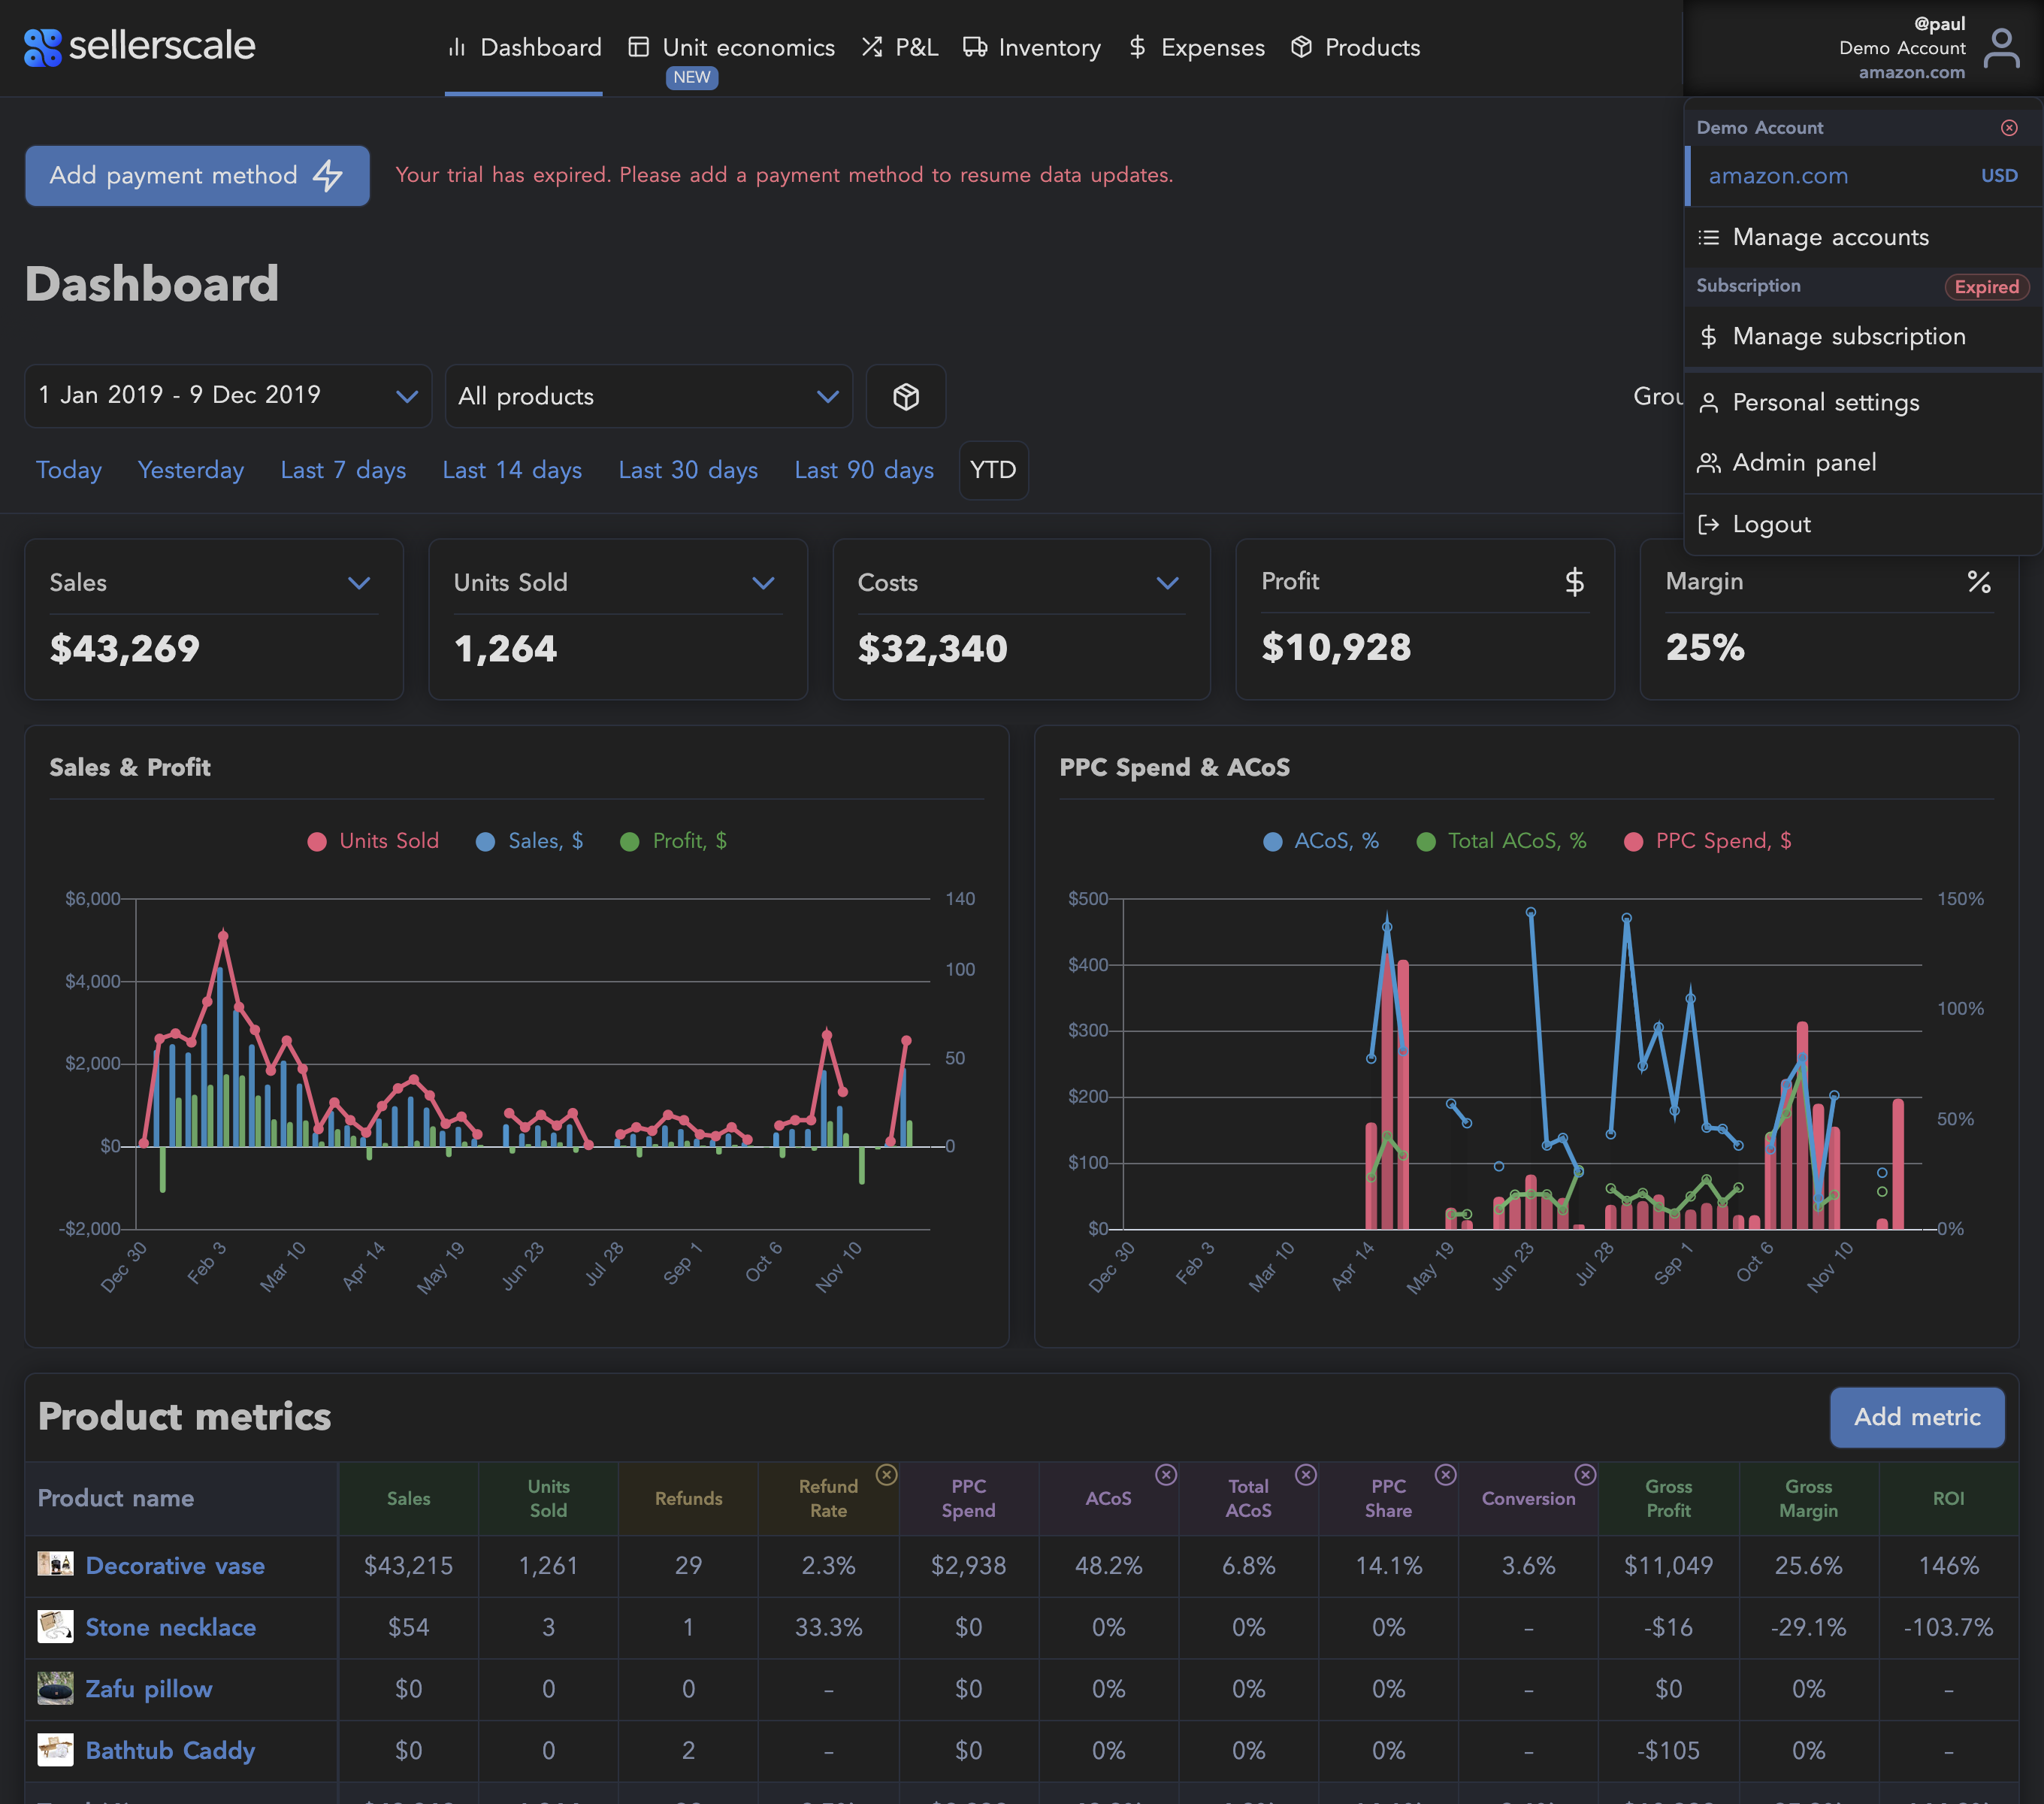 sellerscale
Dashboard
Unit economics
NEW
P&L
Inventory
Expenses
Products
@paul
Demo Account
amazon.com
Demo Account
amazon.com USD
Manage accounts
Subscription Expired
Manage subscription
Personal settings
Admin panel
Logout
Add payment method
Your trial has expired. Please add a payment method to resume data updates.
Dashboard
1 Jan 2019 - 9 Dec 2019
All products
Today Yesterday Last 7 days Last 14 days Last 30 days Last 90 days YTD
Sales
$43,269
Units Sold
1,264
Costs
$32,340
Profit $
$10,928
Margin %
25%
Sales & Profit
Units Sold Sales, $ Profit, $
$6,000 140
$4,000 100
$2,000 50
$0 0
-$2,000
Dec 30 Feb 3 Mar 10 Apr 14 May 19 Jun 23 Jul 28 Sep 1 Oct 6 Nov 10
PPC Spend & ACoS
ACoS, % Total ACoS, % PPC Spend, $
$500 150%
$400
$300 100%
$200 50%
$100
$0 0%
Dec 30 Feb 3 Mar 10 Apr 14 May 19 Jun 23 Jul 28 Sep 1 Oct 6 Nov 10
Product metrics
Add metric
Product name Sales Units Sold Refunds Refund Rate PPC Spend ACoS Total ACoS PPC Share Conversion Gross Profit Gross Margin ROI
Decorative vase $43,215 1,261 29 2.3% $2,938 48.2% 6.8% 14.1% 3.6% $11,049 25.6% 146%
Stone necklace $54 3 1 33.3% $0 0% 0% 0% – -$16 -29.1% -103.7%
Zafu pillow $0 0 0 – $0 0% 0% 0% – $0 0% –
Bathtub Caddy $0 0 2 – $0 0% 0% 0% – -$105 0% –